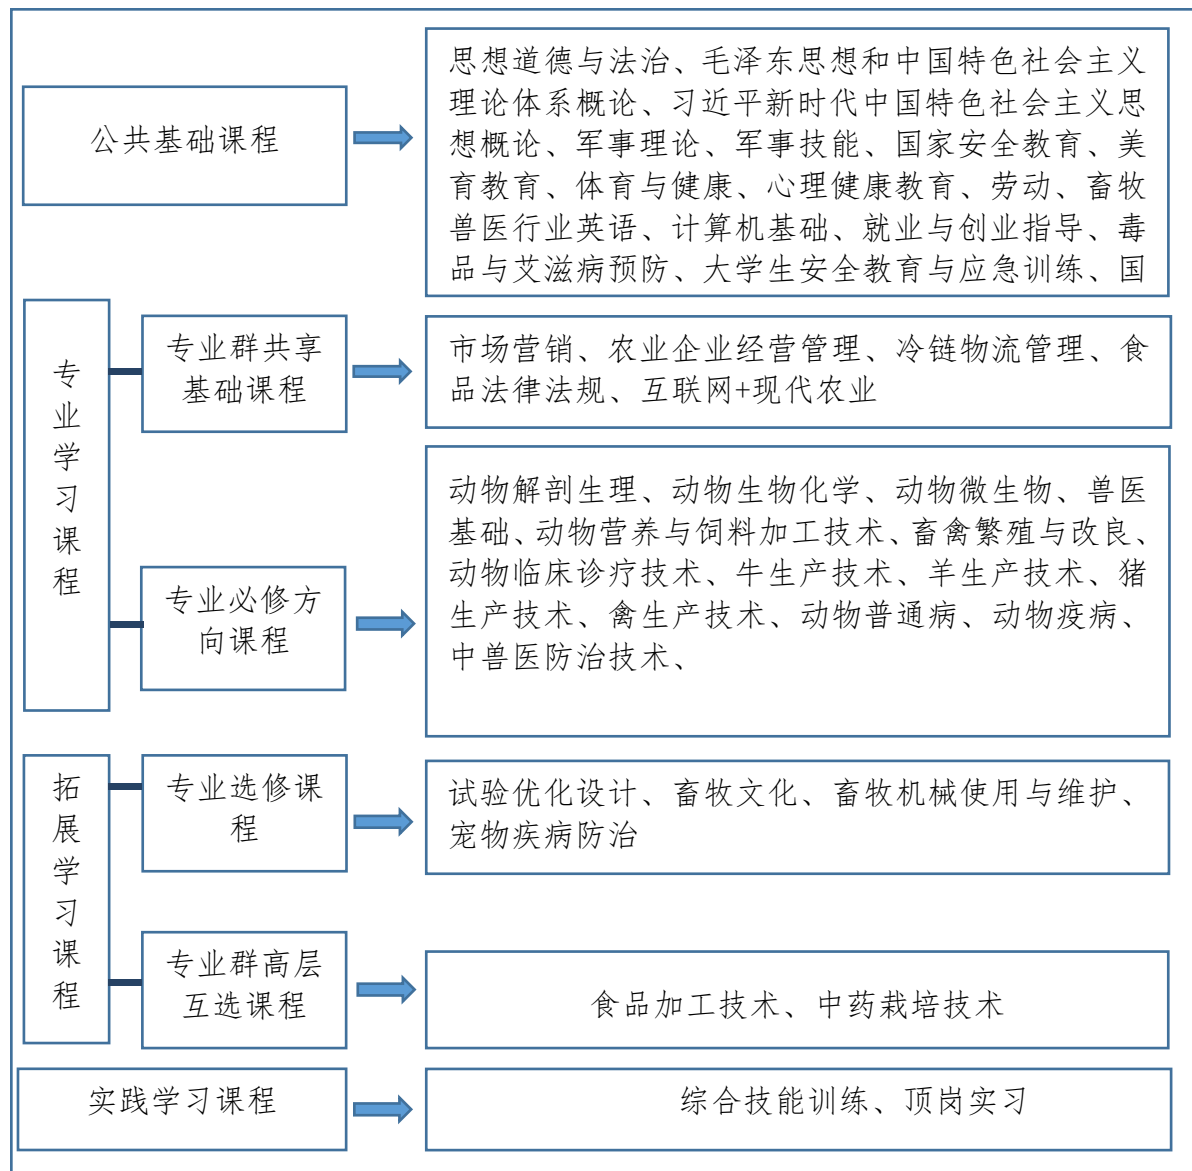 公共基础课程
思想道德与法治、毛泽东思想和中国特色社会主义
理论体系概论、习近平新时代中国特色社会主义思
想概论、军事理论、军事技能、国家安全教育、美
育教育、体育与健康、心理健康教育、劳动、畜牧
兽医行业英语、计算机基础、就业与创业指导、毒
品与艾滋病预防、大学生安全教育与应急训练、国
专业学习课程
专业群共享
基础课程
市场营销、农业企业经营管理、冷链物流管理、食
品法律法规、互联网+现代农业
专业必修方
向课程
动物解剖生理、动物生物化学、动物微生物、兽医
基础、动物营养与饲料加工技术、畜禽繁殖与改良、
动物临床诊疗技术、牛生产技术、羊生产技术、猪
生产技术、禽生产技术、动物普通病、动物疫病、
中兽医防治技术、
拓展学习课程
专业选修课
程
试验优化设计、畜牧文化、畜牧机械使用与维护、
宠物疾病防治
专业群高层
互选课程
食品加工技术、中药栽培技术
实践学习课程
综合技能训练、顶岗实习